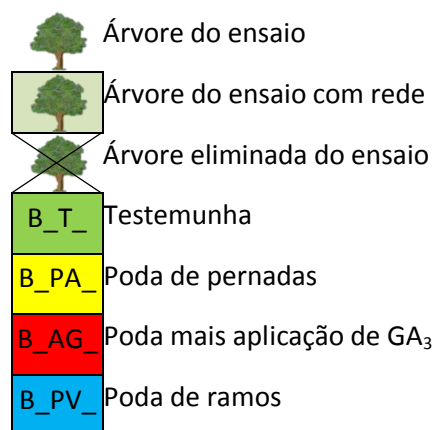 Árvore do ensaio
Árvore do ensaio com rede
Árvore eliminada do ensaio
B_T_ Testemunha
B_PA_ Poda de pernadas
B_AG_ Poda mais aplicação de GA₃
B_PV_ Poda de ramos